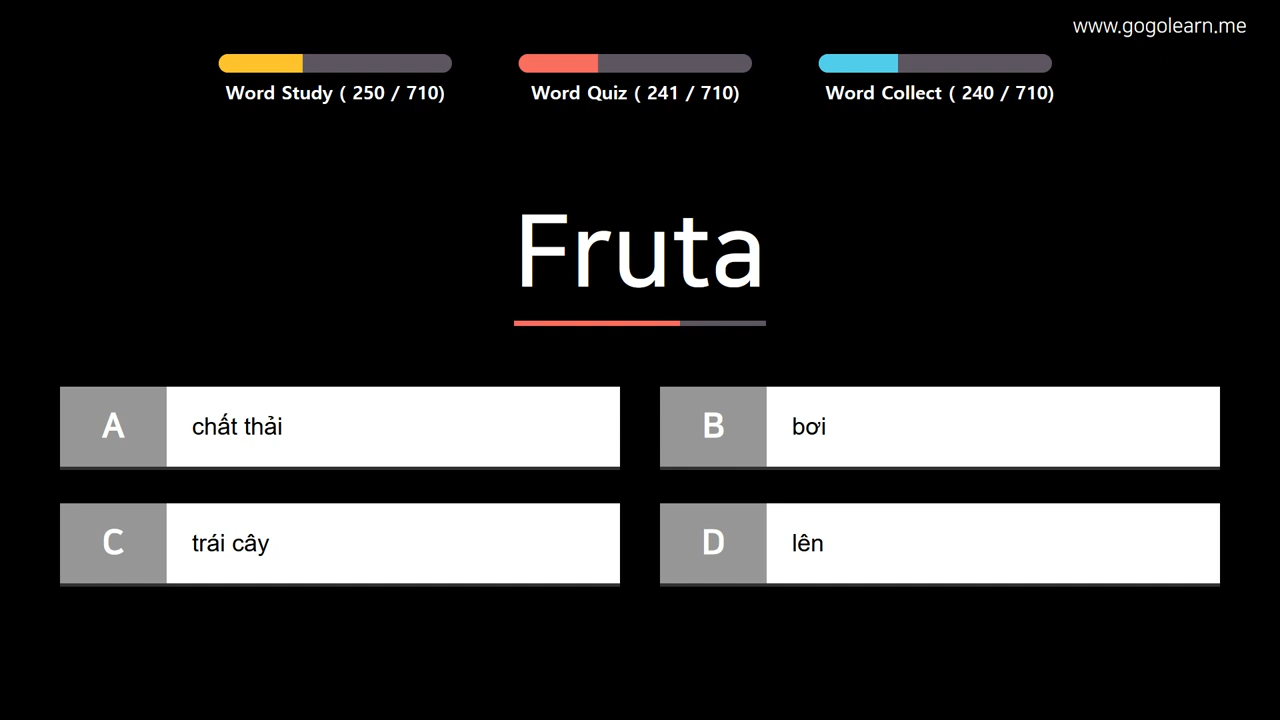 www.gogolearn.me
Word Study ( 250 / 710)
Word Quiz ( 241 / 710)
Word Collect ( 240 / 710)
Fruta
A chất thải
B bơi
C trái cây
D lên